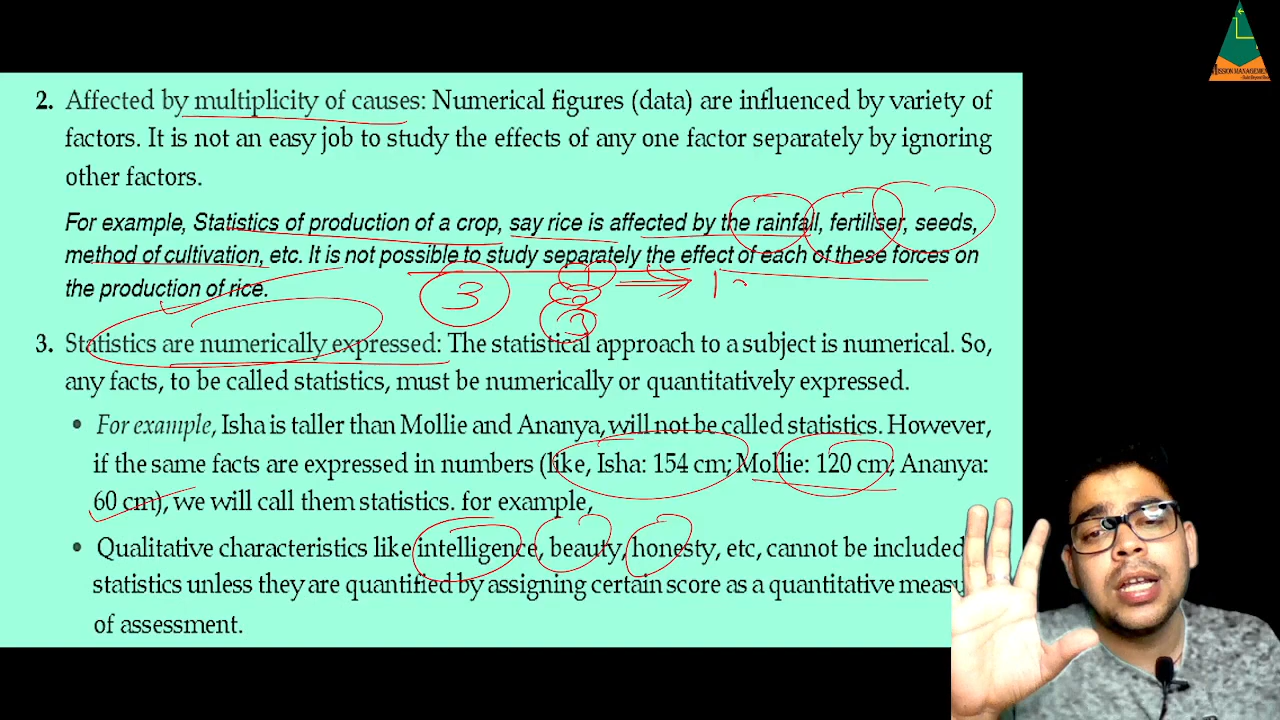 MISSION MANAGEMENT
2. Affected by multiplicity of causes: Numerical figures (data) are influenced by variety of
factors. It is not an easy job to study the effects of any one factor separately by ignoring
other factors.
For example, Statistics of production of a crop, say rice is affected by the rainfall, fertiliser, seeds,
method of cultivation, etc. It is not possible to study separately the effect of each of these forces on
the production of rice.
3 1 2 3
3. Statistics are numerically expressed: The statistical approach to a subject is numerical. So,
any facts, to be called statistics, must be numerically or quantitatively expressed.
• For example, Isha is taller than Mollie and Ananya, will not be called statistics. However,
if the same facts are expressed in numbers (like, Isha: 154 cm; Mollie: 120 cm; Ananya:
60 cm), we will call them statistics. for example,
• Qualitative characteristics like intelligence, beauty, honesty, etc, cannot be included
statistics unless they are quantified by assigning certain score as a quantitative
of assessment.